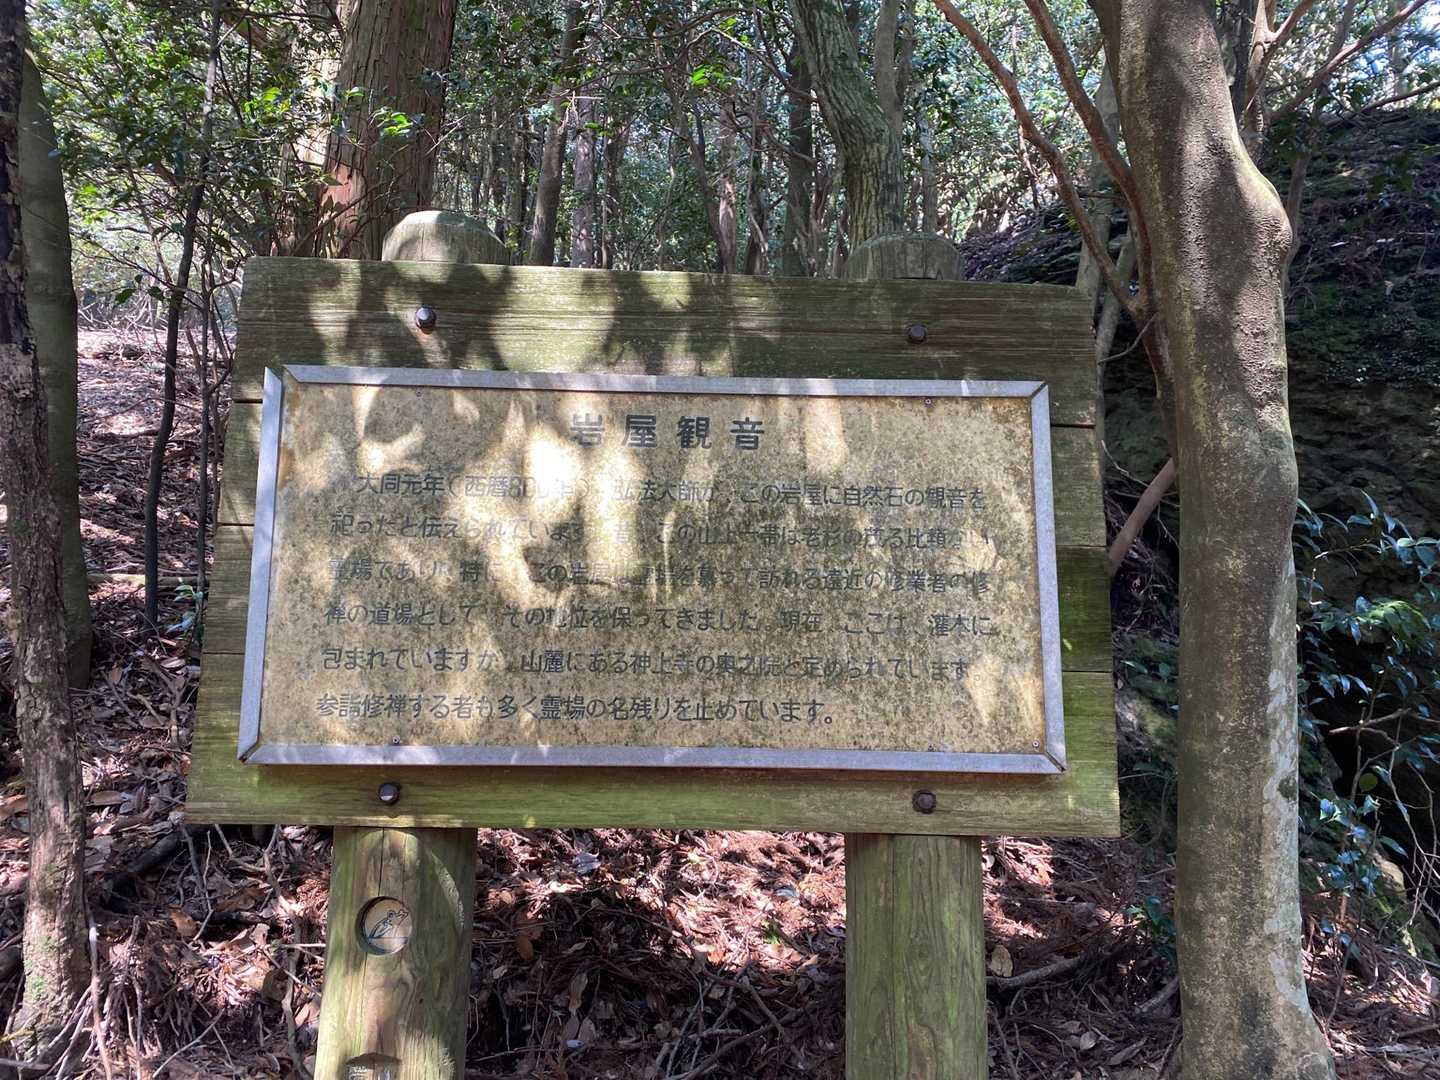 岩屋観音
大同元年(西暦80 年)、弘法大師が、この岩屋に自然石の観音を
祀ったと伝えられています。昔、この山上一帯は老杉の茂る比類ない
霊場であり、特に、この岩屋は 訪れる遠近の修業者の修
禅の道場として、その地位を保ってきました。現在、ここは、灌木に
包まれていますが、山麓にある神上寺の奥之院と定められています。
参詣修禅する者も多く霊場の名残りを止めています。